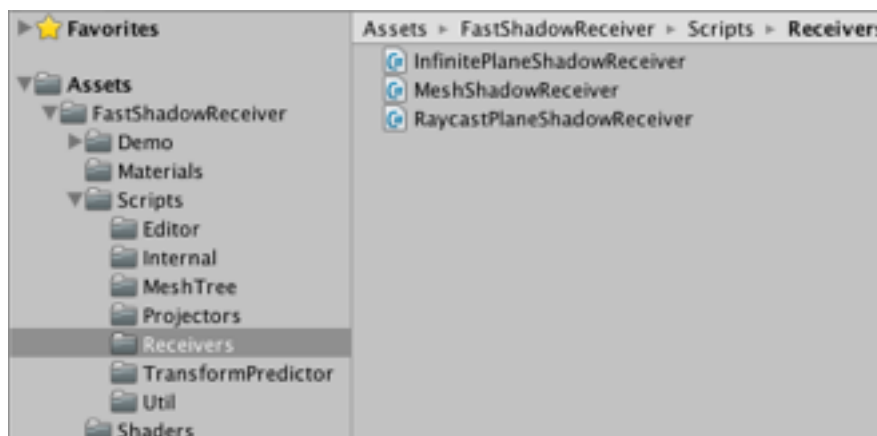 Favorites
Assets
FastShadowReceiver
Demo
Materials
Scripts
Editor
Internal
MeshTree
Projectors
Receivers
TransformPredictor
Util
Shaders
Assets ▸ FastShadowReceiver ▸ Scripts ▸ Receivers
InfinitePlaneShadowReceiver
MeshShadowReceiver
RaycastPlaneShadowReceiver